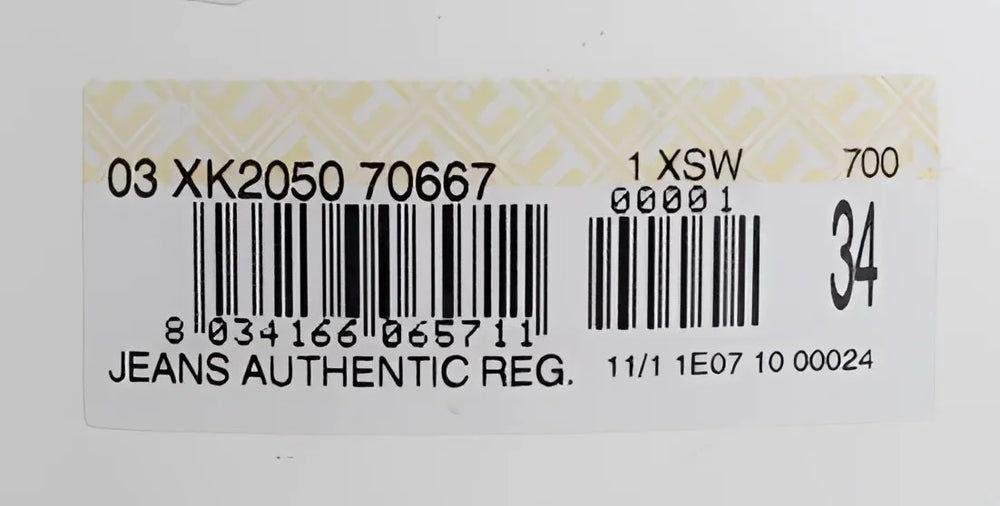 03 XK2050 70667 1 XSW 700
00001
34
8 034166 065711
JEANS AUTHENTIC REG. 11/1 1E07 10 00024